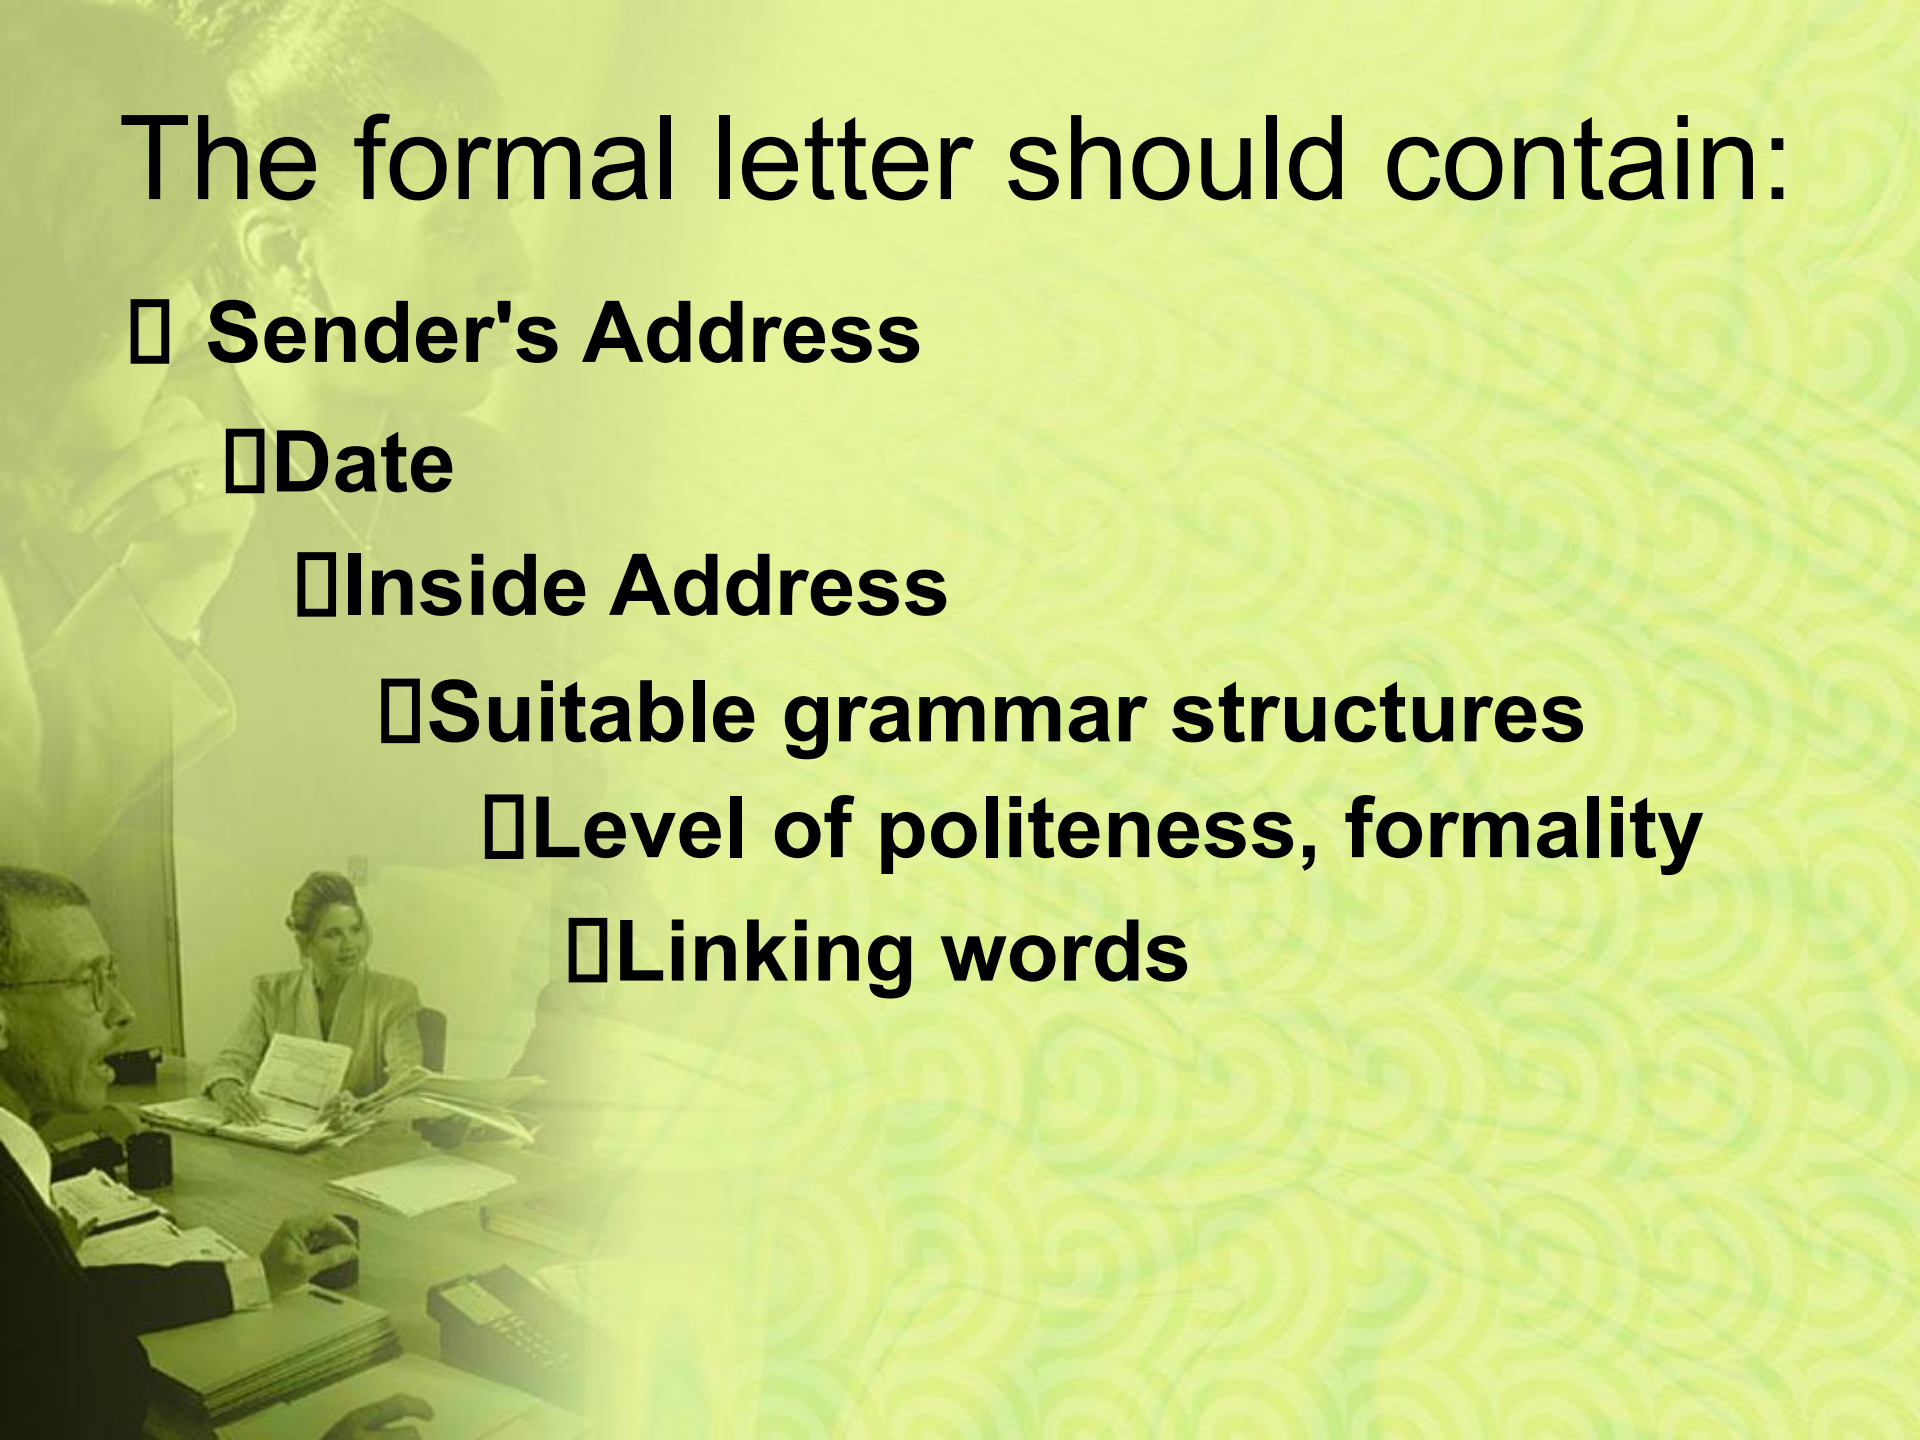 The formal letter should contain:
Sender's Address
Date
Inside Address
Suitable grammar structures
Level of politeness, formality
Linking words